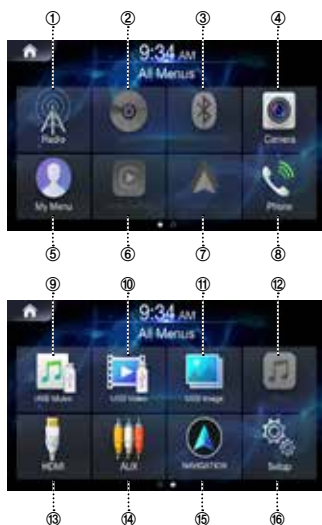 ① ② ③ ④
9:34 AM
All Menus
Radio
Camera
My Menu
Phone
⑤ ⑥ ⑦ ⑧
⑨ ⑩ ⑪ ⑫
9:34 AM
All Menus
USB Music
USB Video
USB Image
HDMI
AUX
NAVIGATION
Setup
⑬ ⑭ ⑮ ⑯